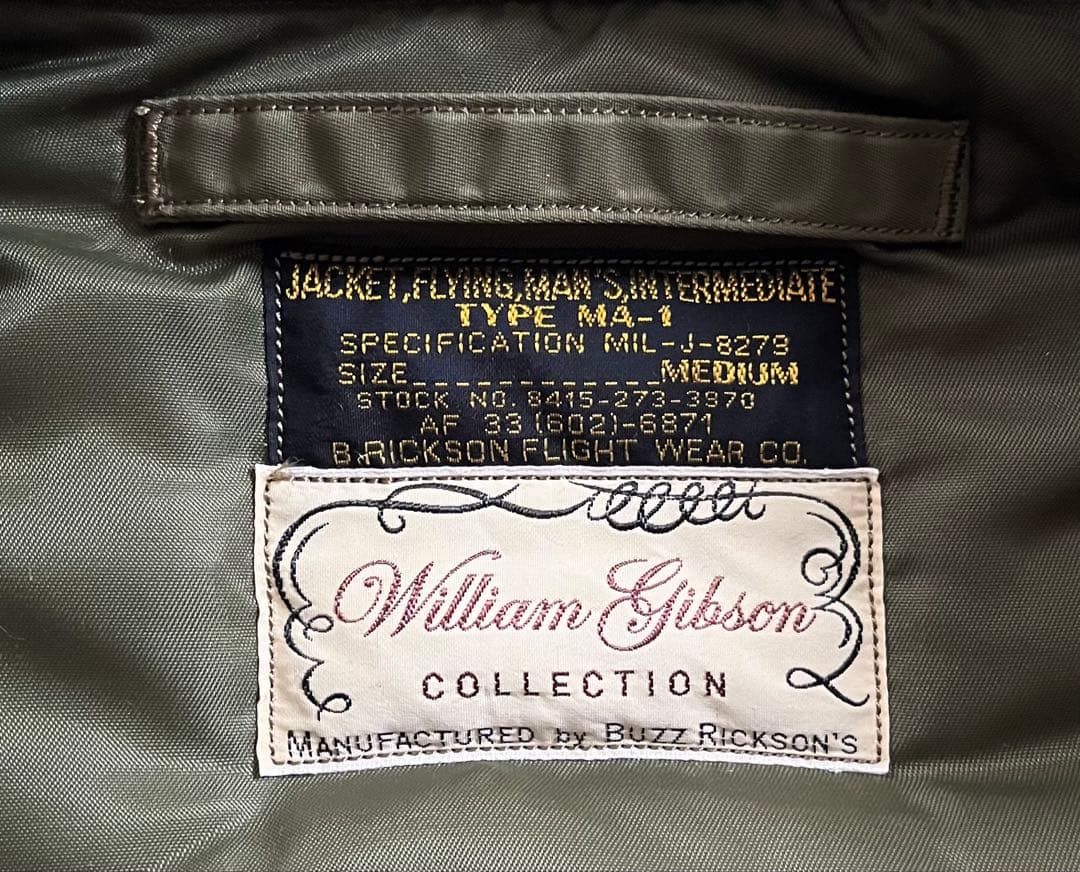 JACKET,FLYING,MAN'S,INTERMEDIATE
TYPE MA-1
SPECIFICATION MIL-J-8279
SIZE_____________MEDIUM
STOCK NO. 8415-273-3970
AF 33 (602)-6871
B.RICKSON FLIGHT WEAR CO.
William Gibson
COLLECTION
MANUFACTURED by BUZZ RICKSON'S